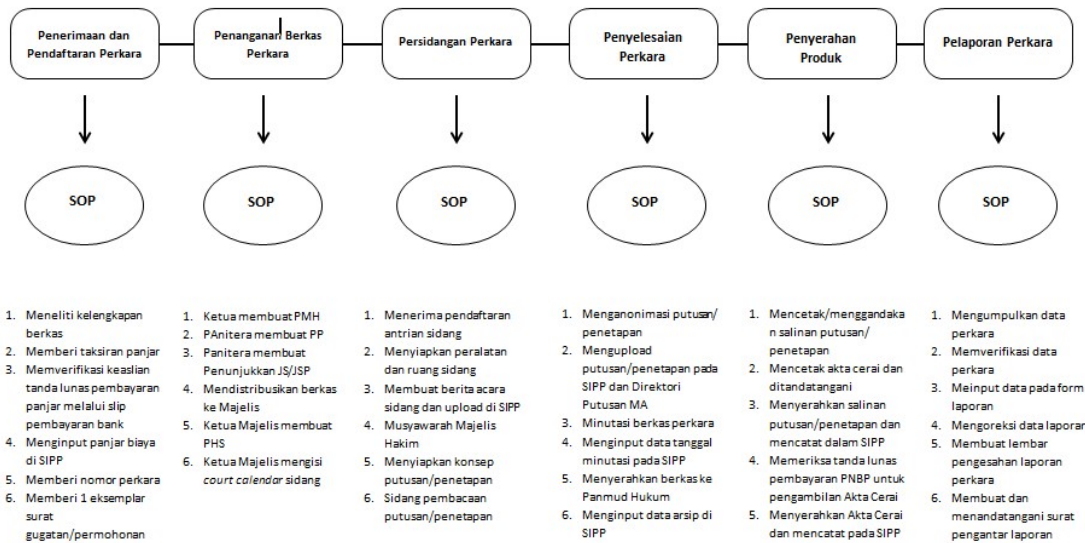 Penerimaan dan
Pendaftaran Perkara
Penanganan Berkas
Perkara
Persidangan Perkara
Penyelesaian
Perkara
Penyerahan
Produk
Pelaporan Perkara
SOP
SOP
SOP
SOP
SOP
SOP
1. Meneliti kelengkapan
berkas
2. Memberi taksiran panjar
3. Memverifikasi keaslian
tanda lunas pembayaran
panjar melalui slip
pembayaran bank
4. Menginput panjar biaya
di SIPP
5. Memberi nomor perkara
6. Memberi 1 eksemplar
surat
gugatan/permohonan
1. Ketua membuat PMH
2. PAnitera membuat PP
3. Panitera membuat
Penunjukkan JS/JSP
4. Mendistribusikan berkas
ke Majelis
5. Ketua Majelis membuat
PHS
6. Ketua Majelis mengisi
court calendar sidang
1. Menerima pendaftaran
antrian sidang
2. Menyiapkan peralatan
dan ruang sidang
3. Membuat berita acara
sidang dan upload di SIPP
4. Musyawarah Majelis
Hakim
5. Menyiapkan konsep
putusan/penetapan
6. Sidang pembacaan
putusan/penetapan
1. Menganonimasi putusan/
penetapan
2. Mengupload
putusan/penetapan pada
SIPP dan Direktori
Putusan MA
3. Minutasi berkas perkara
4. Menginput data tanggal
minutasi pada SIPP
5. Menyerahkan berkas ke
Panmud Hukum
6. Menginput data arsip di
SIPP
1. Mencetak/menggandaka
n salinan putusan/
penetapan
2. Mencetak akta cerai dan
ditandatangani
3. Menyerahkan salinan
putusan/penetapan dan
mencatat dalam SIPP
4. Memeriksa tanda lunas
pembayaran PNBP untuk
pengambilan Akta Cerai
5. Menyerahkan Akta Cerai
dan mencatat pada SIPP
1. Mengumpulkan data
perkara
2. Memverifikasi data
perkara
3. Meinput data pada form
laporan
4. Mengoreksi data laporan
5. Membuat lembar
pengesahan laporan
perkara
6. Membuat dan
menandatangani surat
pengantar laporan